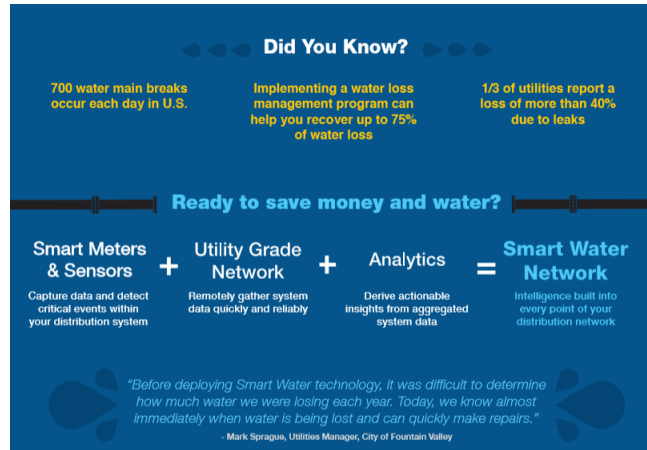 Did You Know?
700 water main breaks
occur each day in U.S.
Implementing a water loss
management program can
help you recover up to 75%
of water loss
1/3 of utilities report a
loss of more than 40%
due to leaks
Ready to save money and water?
Smart Meters
& Sensors
Capture data and detect
critical events within
your distribution system
+
Utility Grade
Network
Remotely gather system
data quickly and reliably
+
Analytics
Derive actionable
insights from aggregated
system data
=
Smart Water
Network
Intelligence built into
every point of your
distribution network
"Before deploying Smart Water technology, it was difficult to determine
how much water we were losing each year. Today, we know almost
immediately when water is being lost and can quickly make repairs."
- Mark Sprague, Utilities Manager, City of Fountain Valley